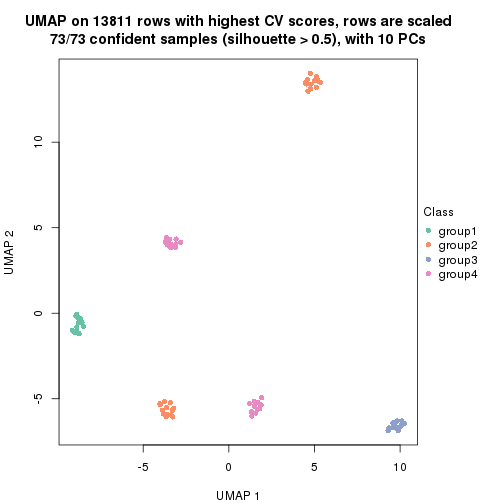 UMAP on 13811 rows with highest CV scores, rows are scaled
73/73 confident samples (silhouette > 0.5), with 10 PCs
10
5
0
-5
UMAP 2
-5
0
5
10
UMAP 1
Class
group1
group2
group3
group4